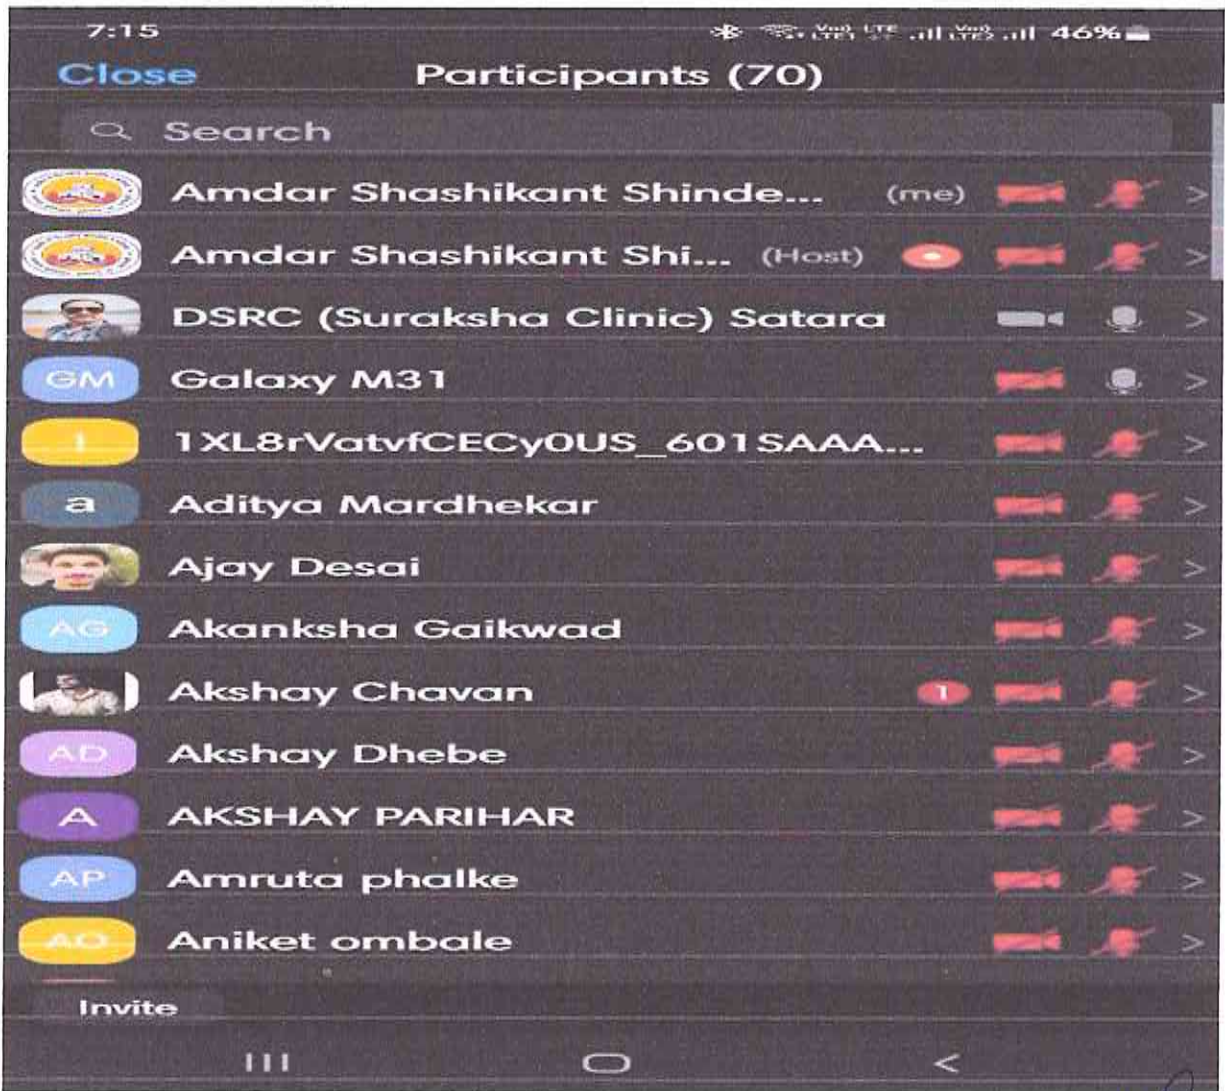 7:15 46%
Close Participants (70)
Search
Amdar Shashikant Shinde... (me)
Amdar Shashikant Shi... (Host)
DSRC (Suraksha Clinic) Satara
GM Galaxy M31
1 1XL8rVatvfCECy0US_601SAAA...
a Aditya Mardhekar
Ajay Desai
AG Akanksha Gaikwad
Akshay Chavan 1
AD Akshay Dhebe
A AKSHAY PARIHAR
AP Amruta phalke
AO Aniket ombale
Invite